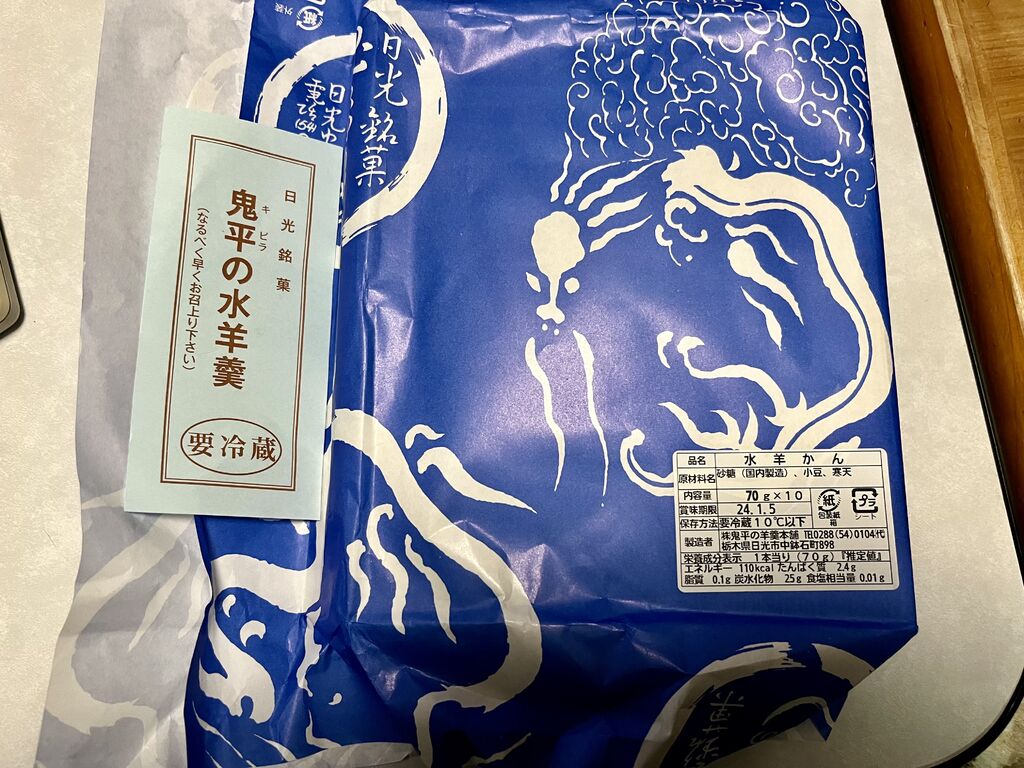 紙
外装
日光銘菓
日光銘菓
鬼平の水羊羹
キビラ
(なるべく早くお召上り下さい)
要冷蔵
品名 水羊かん
原材料名 砂糖(国内製造)、小豆、寒天
内容量 70g×10
賞味期限 24.1.5
保存方法 要冷蔵10℃以下
紙 包装紙 箱
プラ シート
製造者 ㈱鬼平の羊羹本舗 ℡0288(54)0104代
栃木県日光市中鉢石町898
栄養成分表示 1本当り(70g)『推定値』
エネルギー 110kcal たんぱく質 2.4g
脂質 0.1g 炭水化物 25g 食塩相当量 0.01g